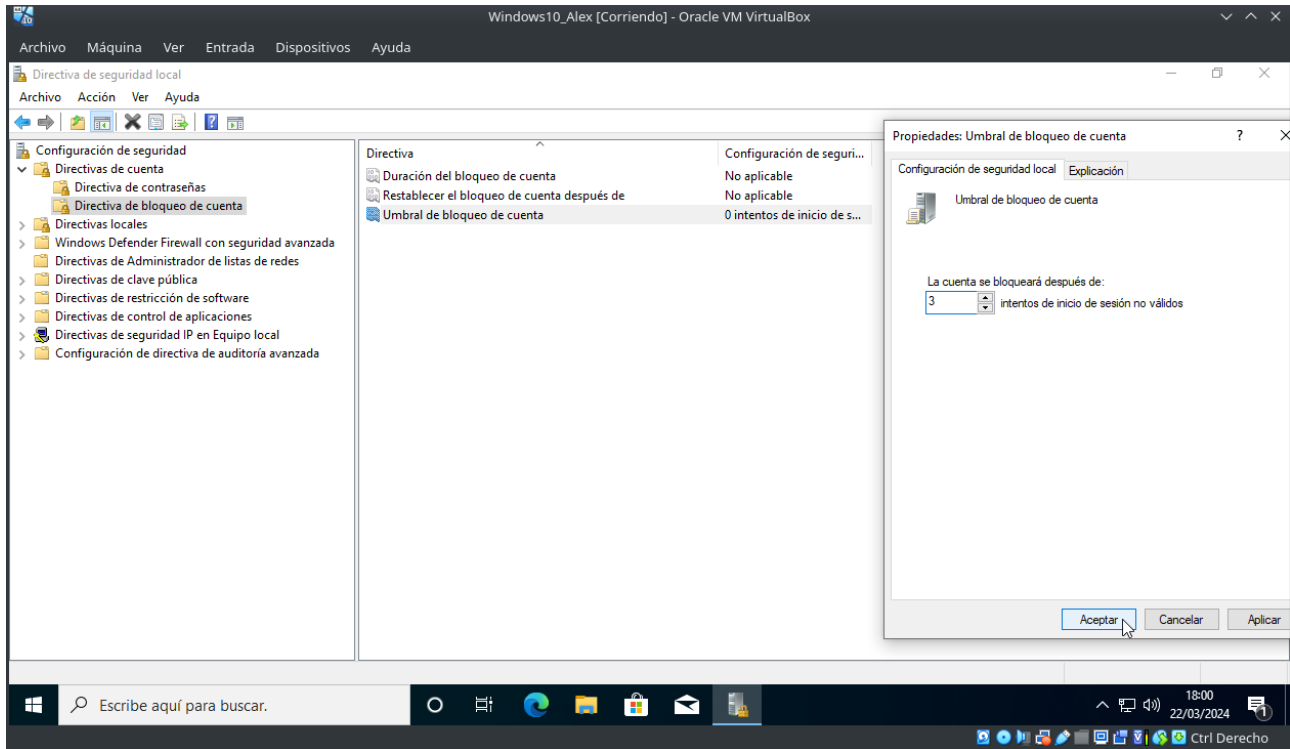 Windows10_Alex [Corriendo] - Oracle VM VirtualBox
Archivo Máquina Ver Entrada Dispositivos Ayuda
Directiva de seguridad local
Archivo Acción Ver Ayuda
Configuración de seguridad
Directivas de cuenta
Directiva de contraseñas
Directiva de bloqueo de cuenta
Directivas locales
Windows Defender Firewall con seguridad avanzada
Directivas de Administrador de listas de redes
Directivas de clave pública
Directivas de restricción de software
Directivas de control de aplicaciones
Directivas de seguridad IP en Equipo local
Configuración de directiva de auditoría avanzada
Directiva Configuración de seguri...
Duración del bloqueo de cuenta No aplicable
Restablecer el bloqueo de cuenta después de No aplicable
Umbral de bloqueo de cuenta 0 intentos de inicio de s...
Propiedades: Umbral de bloqueo de cuenta ?
Configuración de seguridad local Explicación
Umbral de bloqueo de cuenta
La cuenta se bloqueará después de:
3 intentos de inicio de sesión no válidos
Aceptar Cancelar Aplicar
Escribe aquí para buscar.
18:00
22/03/2024
1
Ctrl Derecho